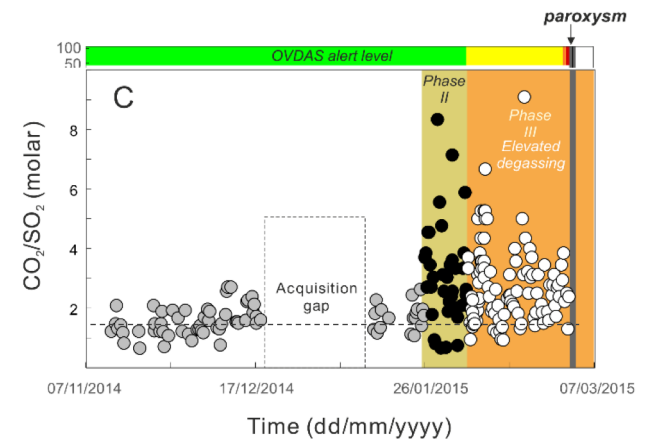 paroxysm
100
50
OVDAS alert level
C
Phase
II
Phase
III
Elevated
degassing
8
6
4
2
CO₂/SO₂ (molar)
Acquisition
gap
07/11/2014
17/12/2014
26/01/2015
07/03/2015
Time (dd/mm/yyyy)